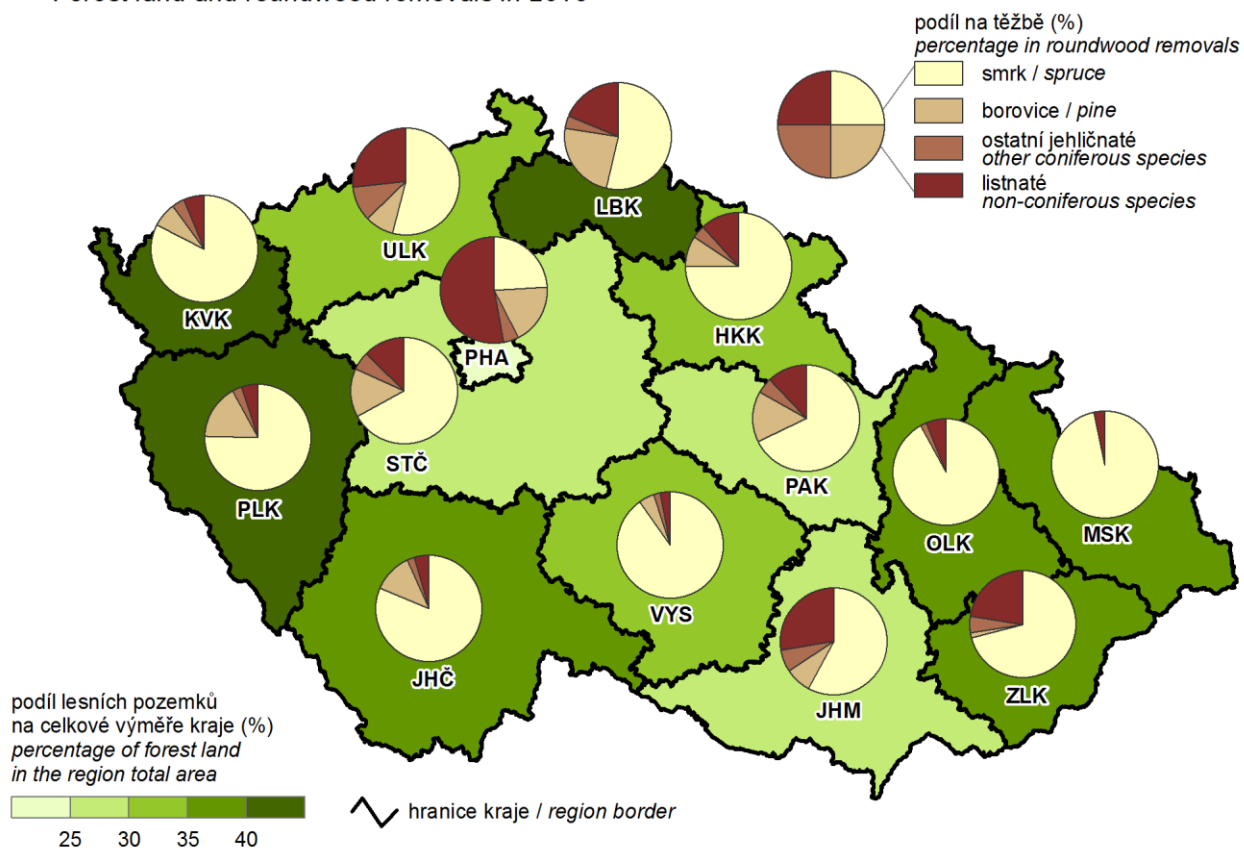 podíl na těžbě (%)
percentage in roundwood removals
smrk / spruce
borovice / pine
ostatní jehličnaté
other coniferous species
listnaté
non-coniferous species
LBK
ULK
KVK
HKK
PHA
STČ
PAK
PLK
OLK
MSK
VYS
JHČ
JHM
ZLK
podíl lesních pozemků
na celkové výměře kraje (%)
percentage of forest land
in the region total area
25 30 35 40
hranice kraje / region border